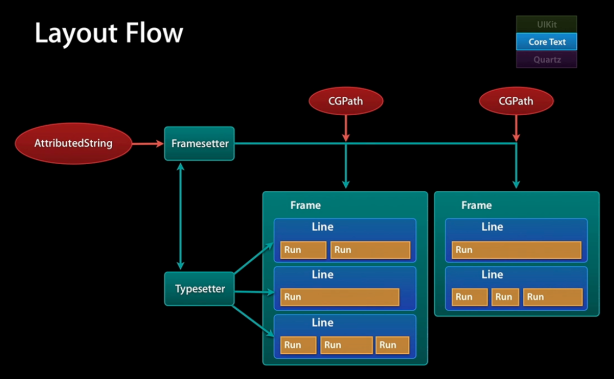 Layout Flow
UIKit
Core Text
Quartz
CGPath
CGPath
AttributedString
Framesetter
Typesetter
Frame
Line
Run Run
Line
Run
Line
Run Run Run
Frame
Line
Run
Line
Run Run Run